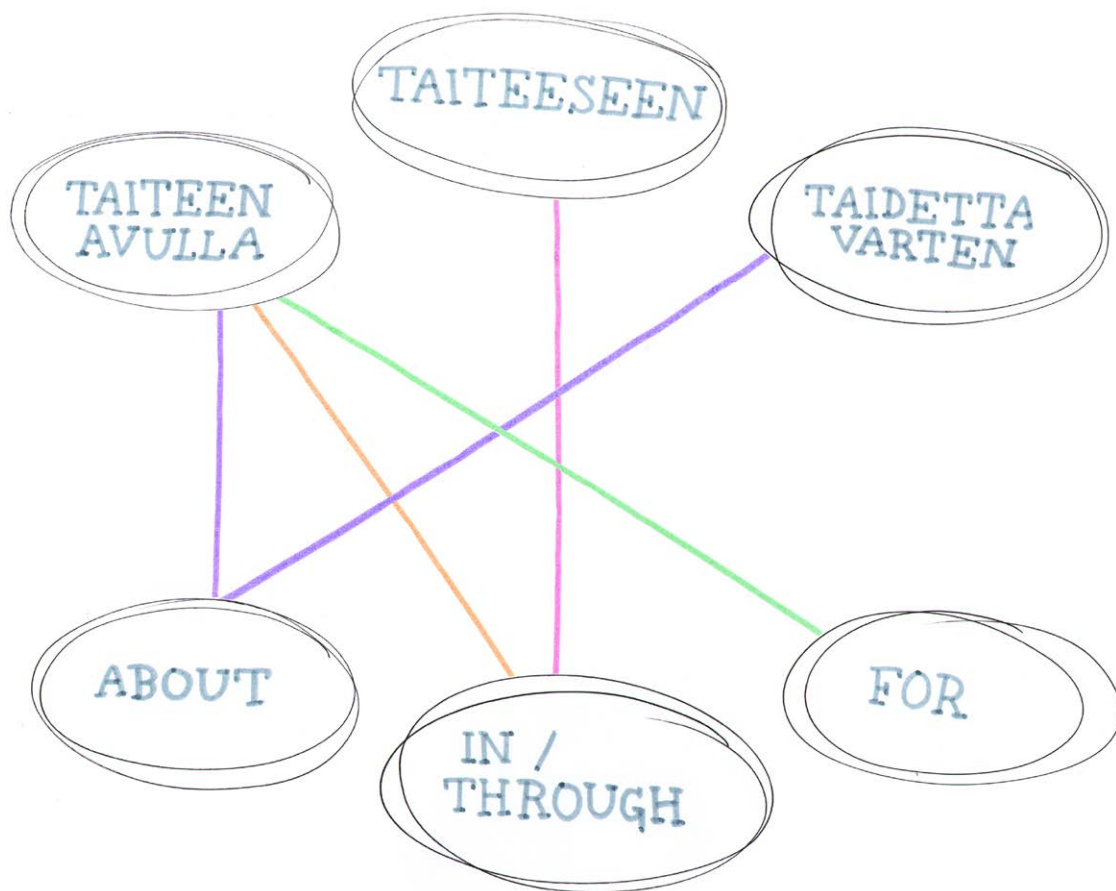 TAITEESEEN
TAITEEN
AVULLA
TAIDETTA
VARTEN
ABOUT
IN /
THROUGH
FOR